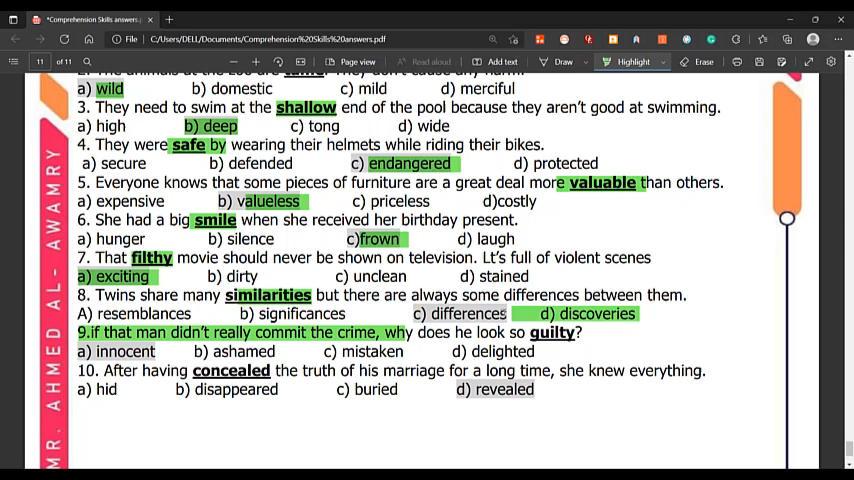 *Comprehension Skills answers.p
File
C:/Users/DELL/Documents/Comprehension%20Skills%20answers.pdf
11 of 11
Page view
Read aloud
Add text
Draw
Highlight
Erase
a) wild b) domestic c) mild d) merciful
3. They need to swim at the shallow end of the pool because they aren't good at swimming.
a) high b) deep c) tong d) wide
4. They were safe by wearing their helmets while riding their bikes.
a) secure b) defended c) endangered d) protected
5. Everyone knows that some pieces of furniture are a great deal more valuable than others.
a) expensive b) valueless c) priceless d)costly
6. She had a big smile when she received her birthday present.
a) hunger b) silence c)frown d) laugh
7. That filthy movie should never be shown on television. Lt's full of violent scenes
a) exciting b) dirty c) unclean d) stained
8. Twins share many similarities but there are always some differences between them.
A) resemblances b) significances c) differences d) discoveries
9.if that man didn't really commit the crime, why does he look so guilty?
a) innocent b) ashamed c) mistaken d) delighted
10. After having concealed the truth of his marriage for a long time, she knew everything.
a) hid b) disappeared c) buried d) revealed
MR. AHMED AL- AWAMRY